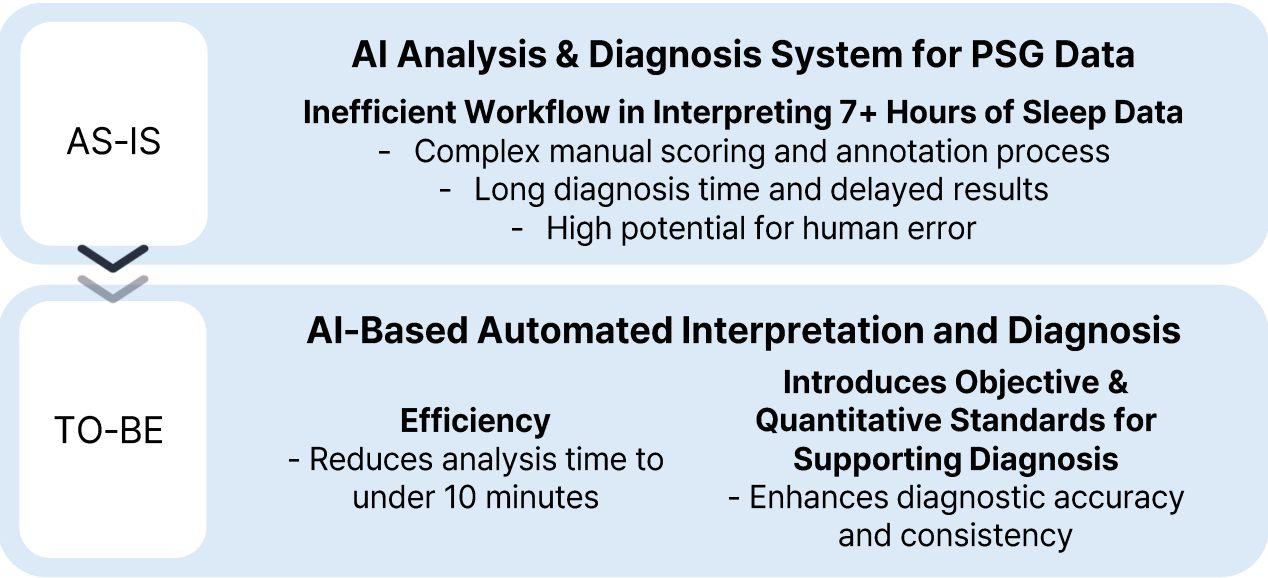 AS-IS
AI Analysis & Diagnosis System for PSG Data
Inefficient Workflow in Interpreting 7+ Hours of Sleep Data
- Complex manual scoring and annotation process
- Long diagnosis time and delayed results
- High potential for human error
TO-BE
AI-Based Automated Interpretation and Diagnosis
Efficiency
- Reduces analysis time to
under 10 minutes
Introduces Objective &
Quantitative Standards for
Supporting Diagnosis
- Enhances diagnostic accuracy
and consistency